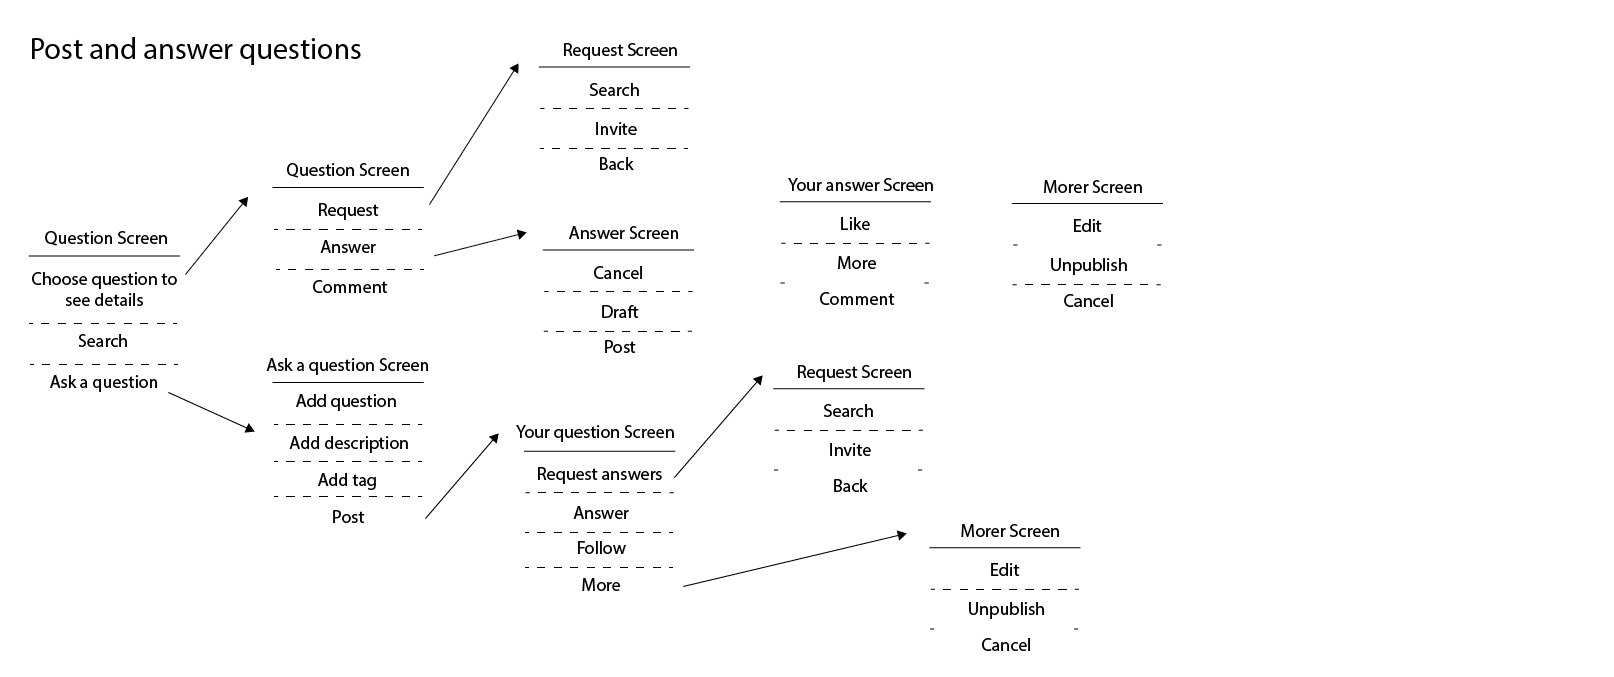 Post and answer questions
Question Screen
Choose question to
see details
Search
Ask a question
Question Screen
Request
Answer
Comment
Ask a question Screen
Add question
Add description
Add tag
Post
Request Screen
Search
Invite
Back
Answer Screen
Cancel
Draft
Post
Your question Screen
Request answers
Answer
Follow
More
Your answer Screen
Like
More
Comment
Request Screen
Search
Invite
Back
Morer Screen
Edit
Unpublish
Cancel
Morer Screen
Edit
Unpublish
Cancel